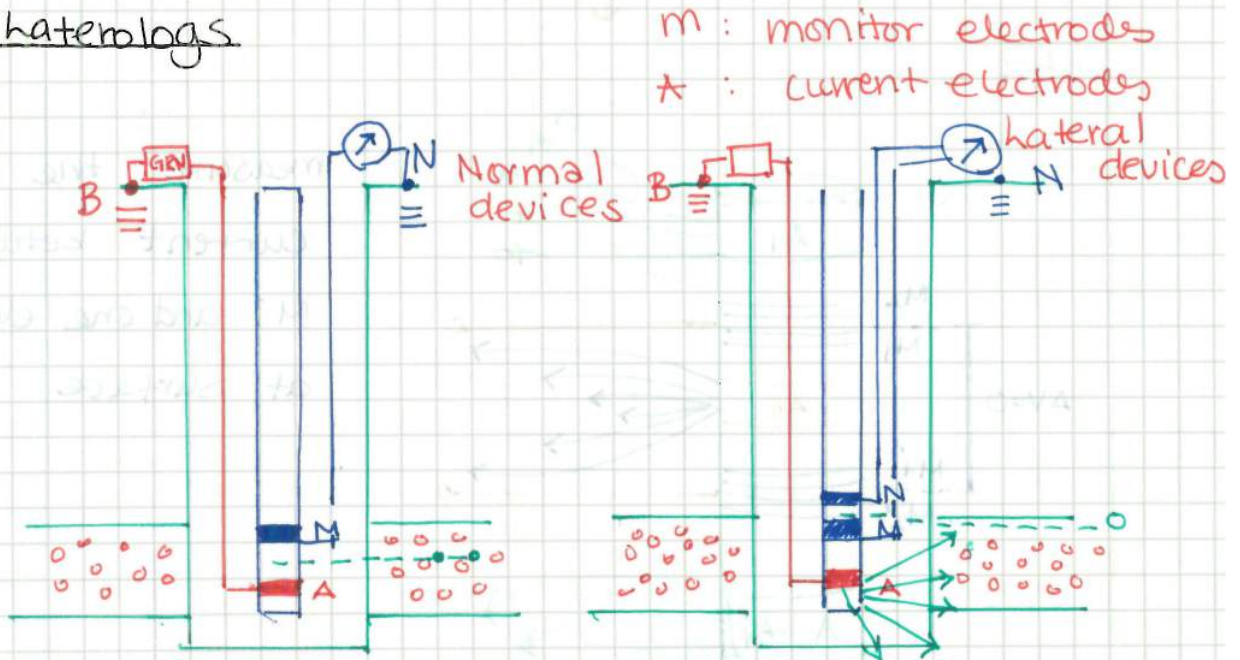 Laterologs
M : monitor electrodes
A : current electrodes
GEN
B
N
Normal
devices
M
A
B
Lateral
devices
N
N
M
O
A